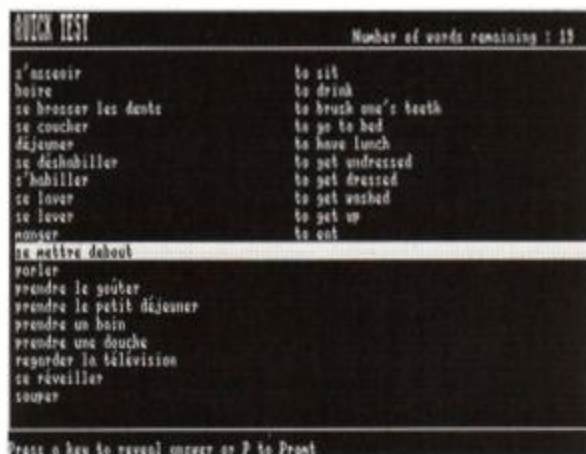 QUICK TEST Number of words remaining : 19
s'asseoir to sit
boire to drink
se brosser les dents to brush one's teeth
se coucher to go to bed
déjeuner to have lunch
se déshabiller to get undressed
s'habiller to get dressed
se laver to get washed
se lever to get up
manger to eat
se mettre debout
parler
prendre le goûter
prendre le petit déjeuner
prendre un bain
prendre une douche
regarder la télévision
se réveiller
souper
Press a key to reveal answer or P to Prompt